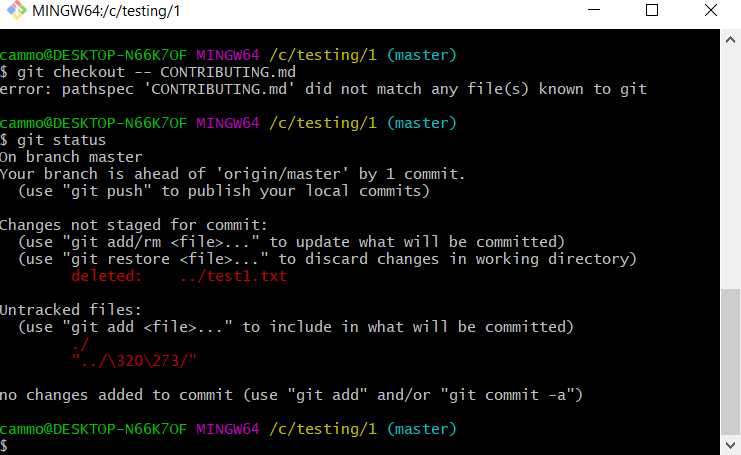 MINGW64:/c/testing/1
cammo@DESKTOP-N66K7OF MINGW64 /c/testing/1 (master)
$ git checkout -- CONTRIBUTING.md
error: pathspec 'CONTRIBUTING.md' did not match any file(s) known to git
cammo@DESKTOP-N66K7OF MINGW64 /c/testing/1 (master)
$ git status
On branch master
Your branch is ahead of 'origin/master' by 1 commit.
  (use "git push" to publish your local commits)
Changes not staged for commit:
  (use "git add/rm <file>..." to update what will be committed)
  (use "git restore <file>..." to discard changes in working directory)
        deleted:    ../test1.txt
Untracked files:
  (use "git add <file>..." to include in what will be committed)
        ./
        "../\320\273/"
no changes added to commit (use "git add" and/or "git commit -a")
cammo@DESKTOP-N66K7OF MINGW64 /c/testing/1 (master)
$